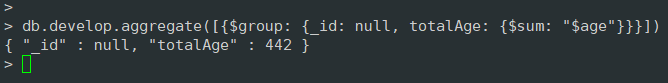 >
> db.develop.aggregate([{$group: {_id: null, totalAge: {$sum: "$age"}}}])
{ "_id" : null, "totalAge" : 442 }
>